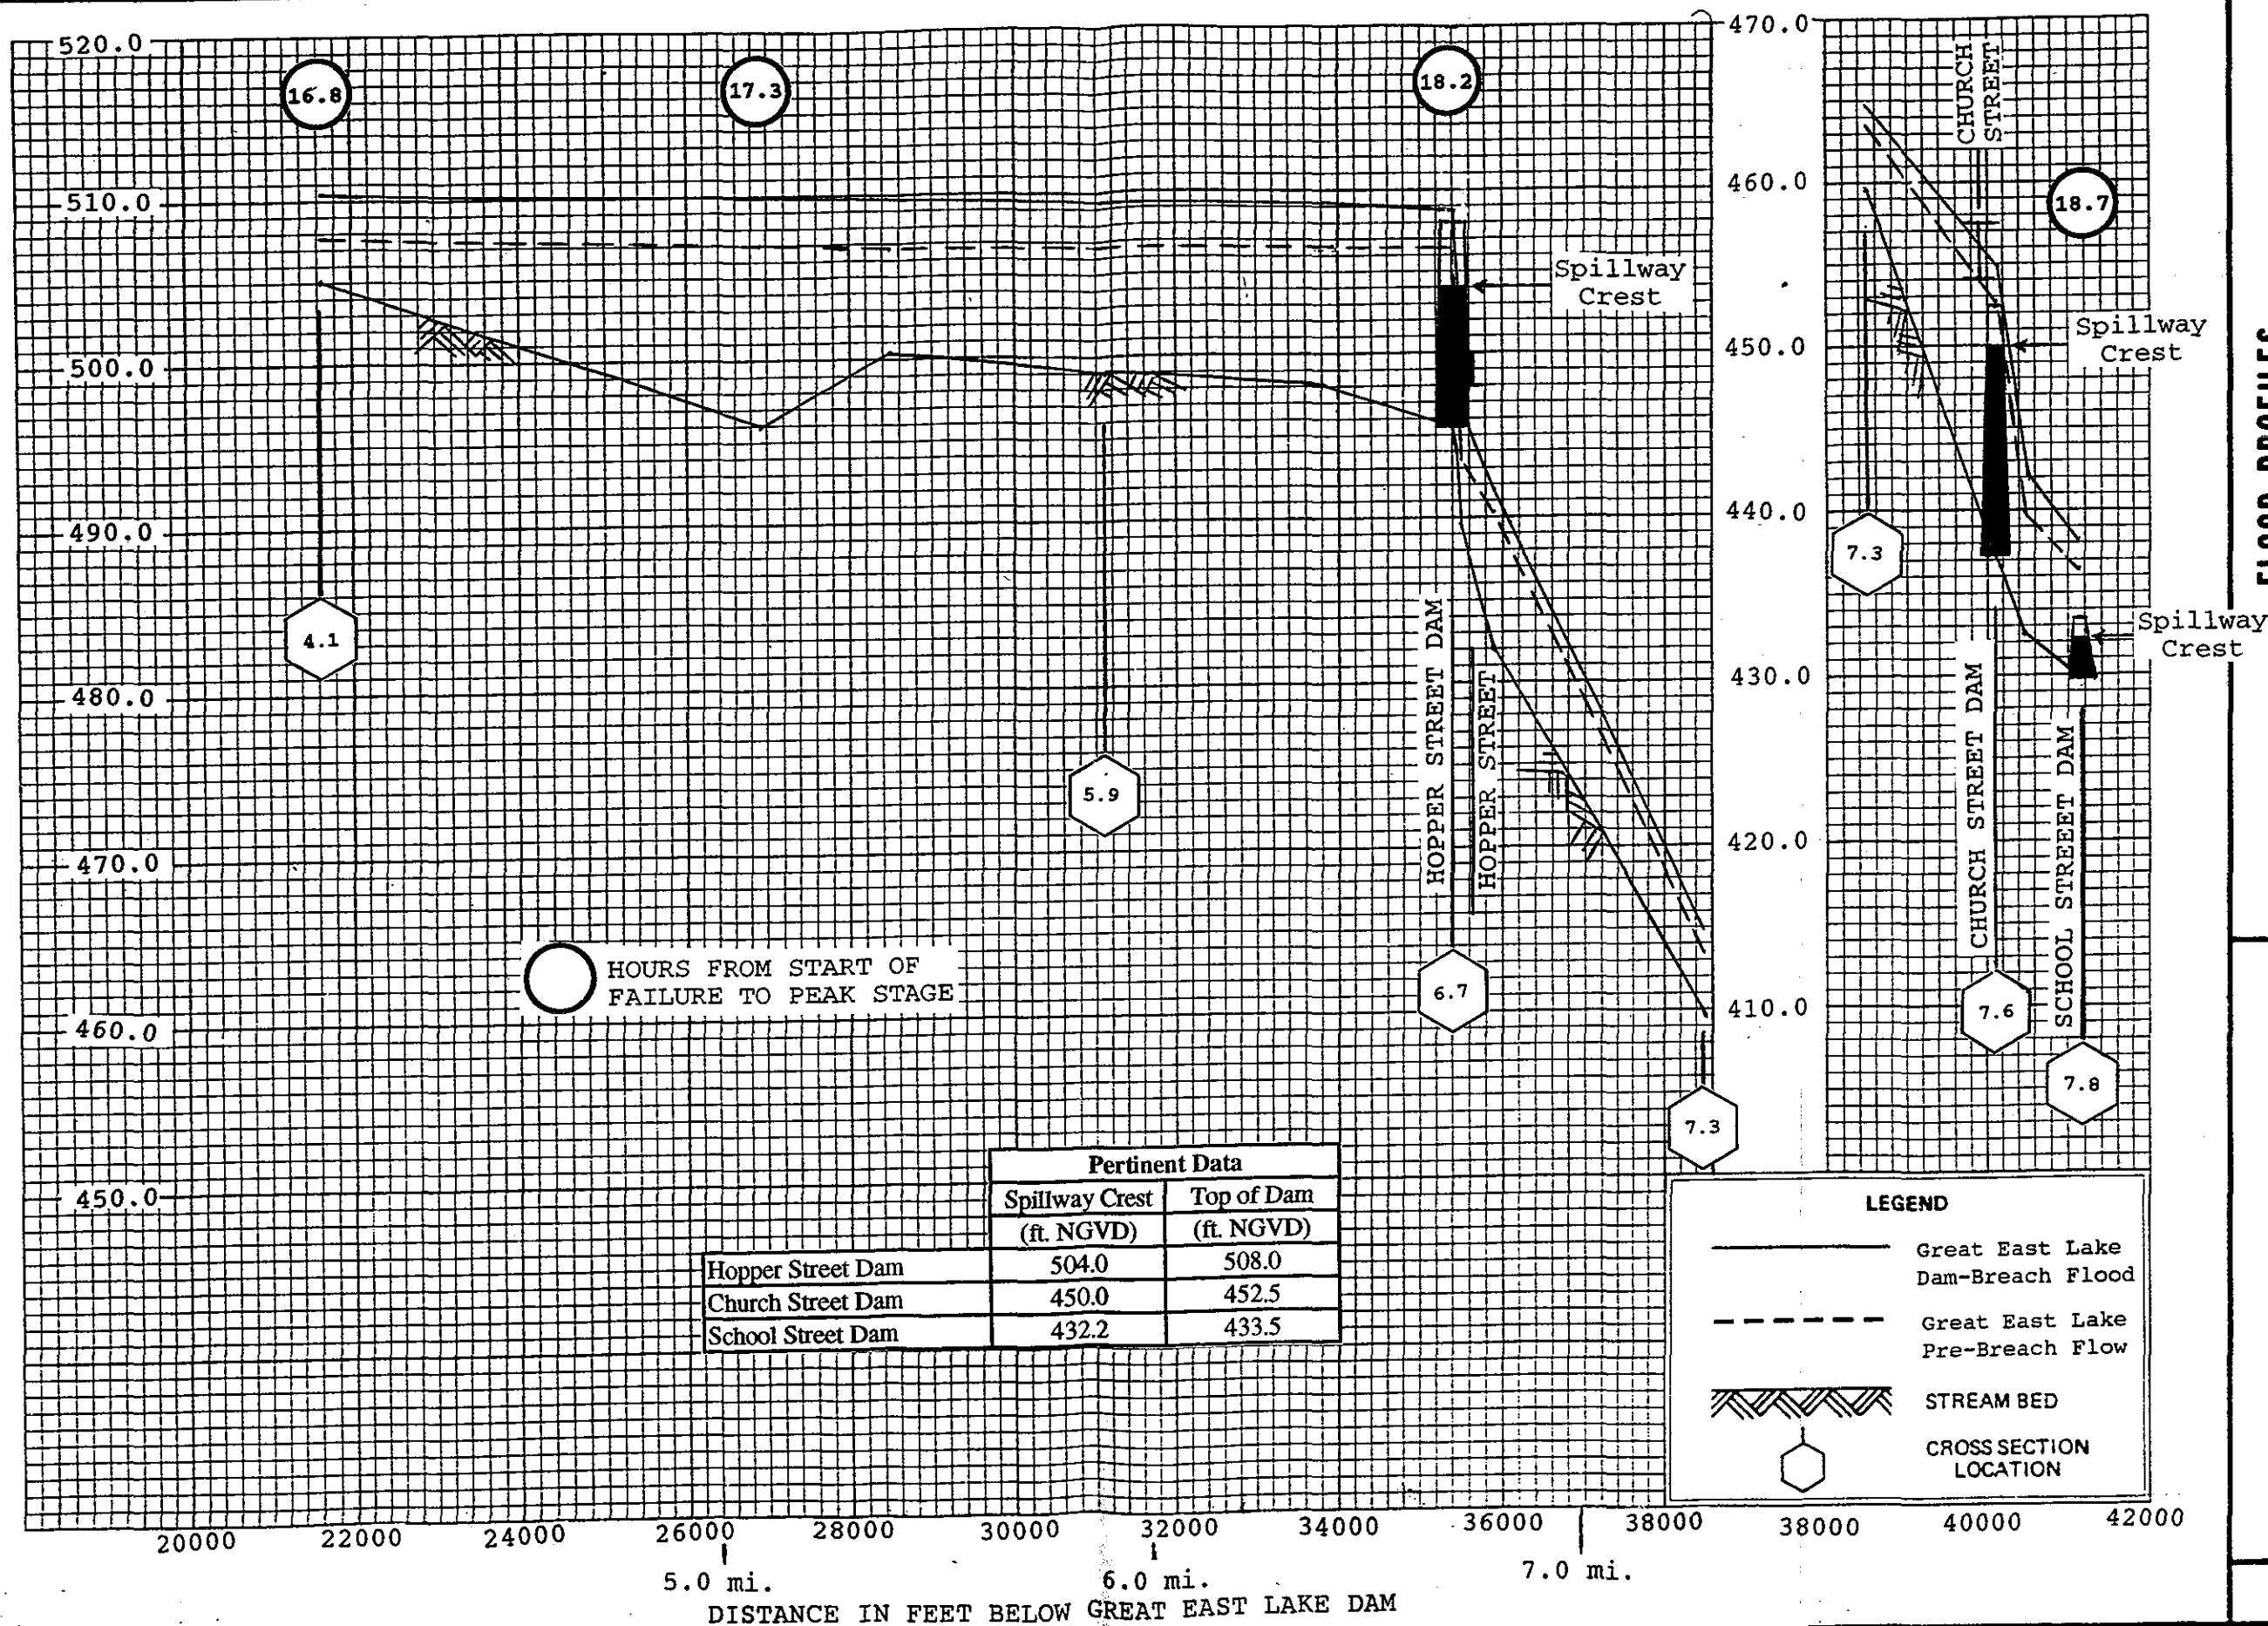 520.0
510.0
500.0
490.0
480.0
470.0
460.0
450.0
16.8
17.3
18.2
4.1
5.9
Spillway
Crest
HOPPER STREET DAM
HOPPER STREET
6.7
7.3
HOURS FROM START OF
FAILURE TO PEAK STAGE
470.0
460.0
450.0
440.0
430.0
420.0
410.0
CHURCH
STREET
18.7
Spillway
Crest
7.3
Spillway
Crest
CHURCH STREET DAM
SCHOOL STREET DAM
7.6
7.8
Pertinent Data
Spillway Crest Top of Dam
(ft. NGVD) (ft. NGVD)
Hopper Street Dam 504.0 508.0
Church Street Dam 450.0 452.5
School Street Dam 432.2 433.5
LEGEND
Great East Lake
Dam-Breach Flood
Great East Lake
Pre-Breach Flow
STREAM BED
CROSS SECTION
LOCATION
20000 22000 24000 26000 28000 30000 32000 34000 36000 38000 38000 40000 42000
5.0 mi. 6.0 mi. 7.0 mi.
DISTANCE IN FEET BELOW GREAT EAST LAKE DAM